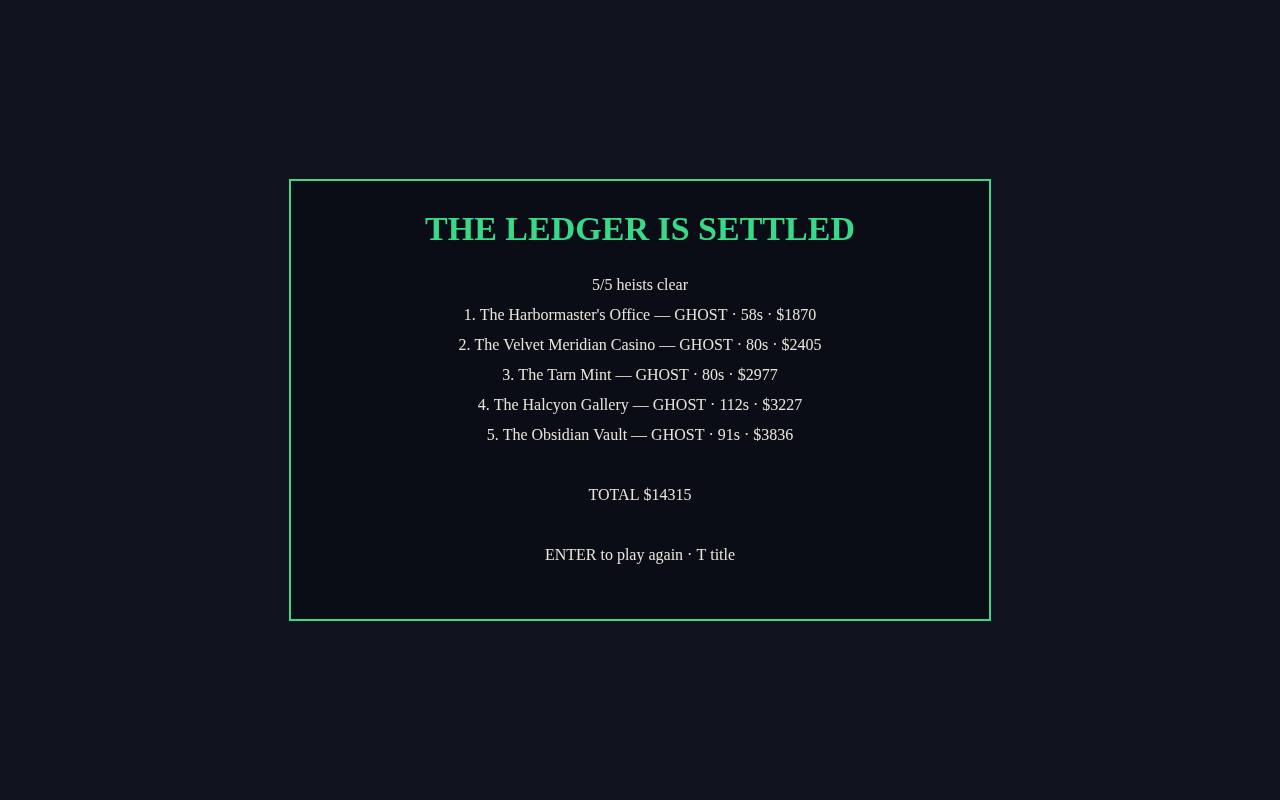 THE LEDGER IS SETTLED
5/5 heists clear
1. The Harbormaster's Office — GHOST · 58s · $1870
2. The Velvet Meridian Casino — GHOST · 80s · $2405
3. The Tarn Mint — GHOST · 80s · $2977
4. The Halcyon Gallery — GHOST · 112s · $3227
5. The Obsidian Vault — GHOST · 91s · $3836
TOTAL $14315
ENTER to play again · T title